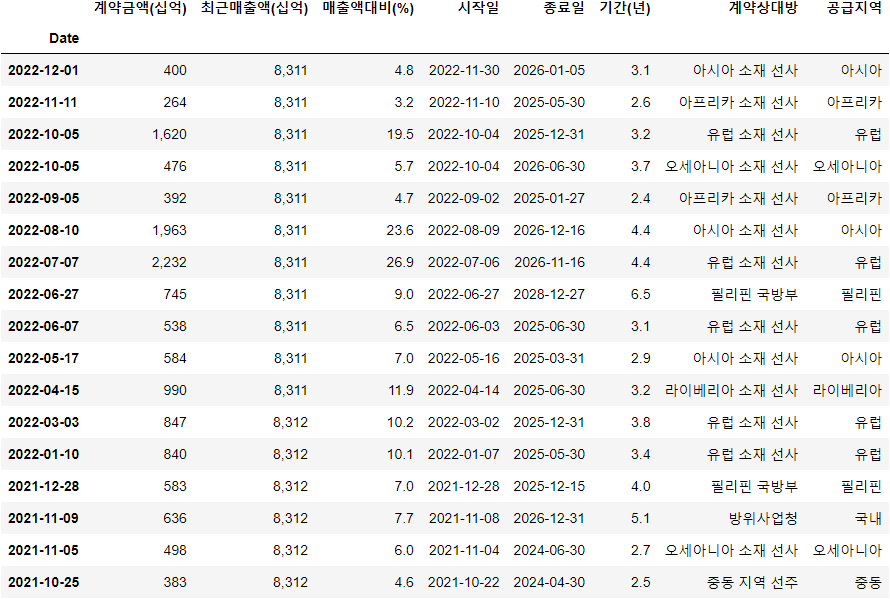 계약금액(십억) 최근매출액(십억) 매출액대비(%) 시작일 종료일 기간(년) 계약상대방 공급지역
Date
2022-12-01 400 8,311 4.8 2022-11-30 2026-01-05 3.1 아시아 소재 선사 아시아
2022-11-11 264 8,311 3.2 2022-11-10 2025-05-30 2.6 아프리카 소재 선사 아프리카
2022-10-05 1,620 8,311 19.5 2022-10-04 2025-12-31 3.2 유럽 소재 선사 유럽
2022-10-05 476 8,311 5.7 2022-10-04 2026-06-30 3.7 오세아니아 소재 선사 오세아니아
2022-09-05 392 8,311 4.7 2022-09-02 2025-01-27 2.4 아프리카 소재 선사 아프리카
2022-08-10 1,963 8,311 23.6 2022-08-09 2026-12-16 4.4 아시아 소재 선사 아시아
2022-07-07 2,232 8,311 26.9 2022-07-06 2026-11-16 4.4 유럽 소재 선사 유럽
2022-06-27 745 8,311 9.0 2022-06-27 2028-12-27 6.5 필리핀 국방부 필리핀
2022-06-07 538 8,311 6.5 2022-06-03 2025-06-30 3.1 유럽 소재 선사 유럽
2022-05-17 584 8,311 7.0 2022-05-16 2025-03-31 2.9 아시아 소재 선사 아시아
2022-04-15 990 8,311 11.9 2022-04-14 2025-06-30 3.2 라이베리아 소재 선사 라이베리아
2022-03-03 847 8,312 10.2 2022-03-02 2025-12-31 3.8 유럽 소재 선사 유럽
2022-01-10 840 8,312 10.1 2022-01-07 2025-05-30 3.4 유럽 소재 선사 유럽
2021-12-28 583 8,312 7.0 2021-12-28 2025-12-15 4.0 필리핀 국방부 필리핀
2021-11-09 636 8,312 7.7 2021-11-08 2026-12-31 5.1 방위사업청 국내
2021-11-05 498 8,312 6.0 2021-11-04 2024-06-30 2.7 오세아니아 소재 선사 오세아니아
2021-10-25 383 8,312 4.6 2021-10-22 2024-04-30 2.5 중동 지역 선주 중동